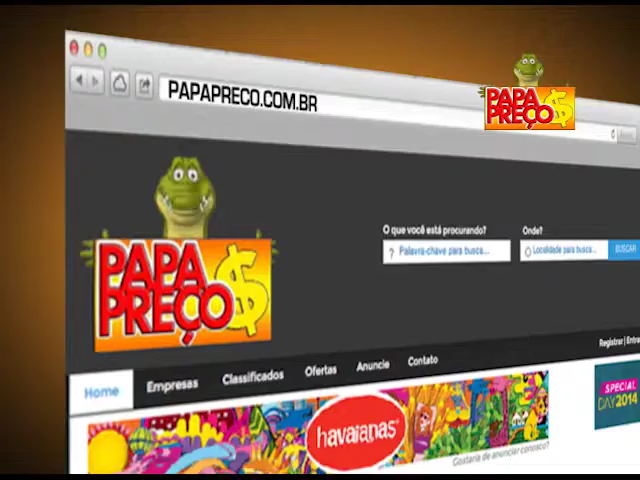 PAPAPRECO.COM.BR
PAPA
PREÇO$
O que você está procurando?
Onde?
? Palavra-chave para busca...
Localidade para busca...
BUSCAR
PAPA
PREÇO$
Registrar | Entra
Home
Empresas
Classificados
Ofertas
Anuncie
Contato
SPECIAL
DAY2014
havaianas
Gostaria de anunciar conosco?